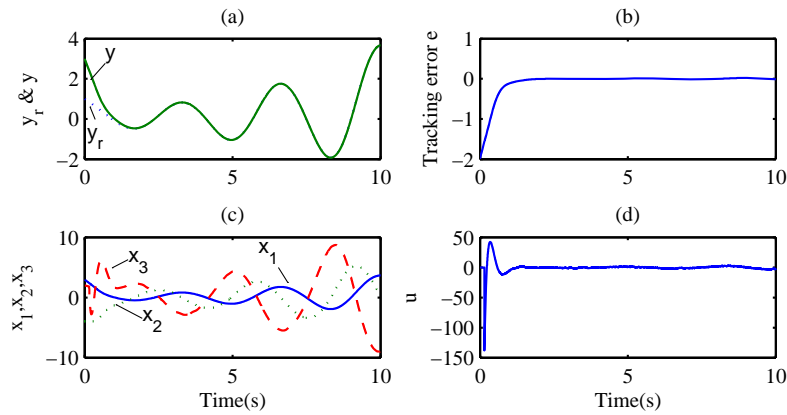 (a)
4
2
0
−2
0
5
10
y_r & y
y
y_r
(b)
1
0
−1
−2
0
5
10
Tracking error e
(c)
10
0
−10
0
5
10
x_1,x_2,x_3
x_3
x_1
x_2
Time(s)
(d)
50
0
−50
−100
−150
0
5
10
u
Time(s)